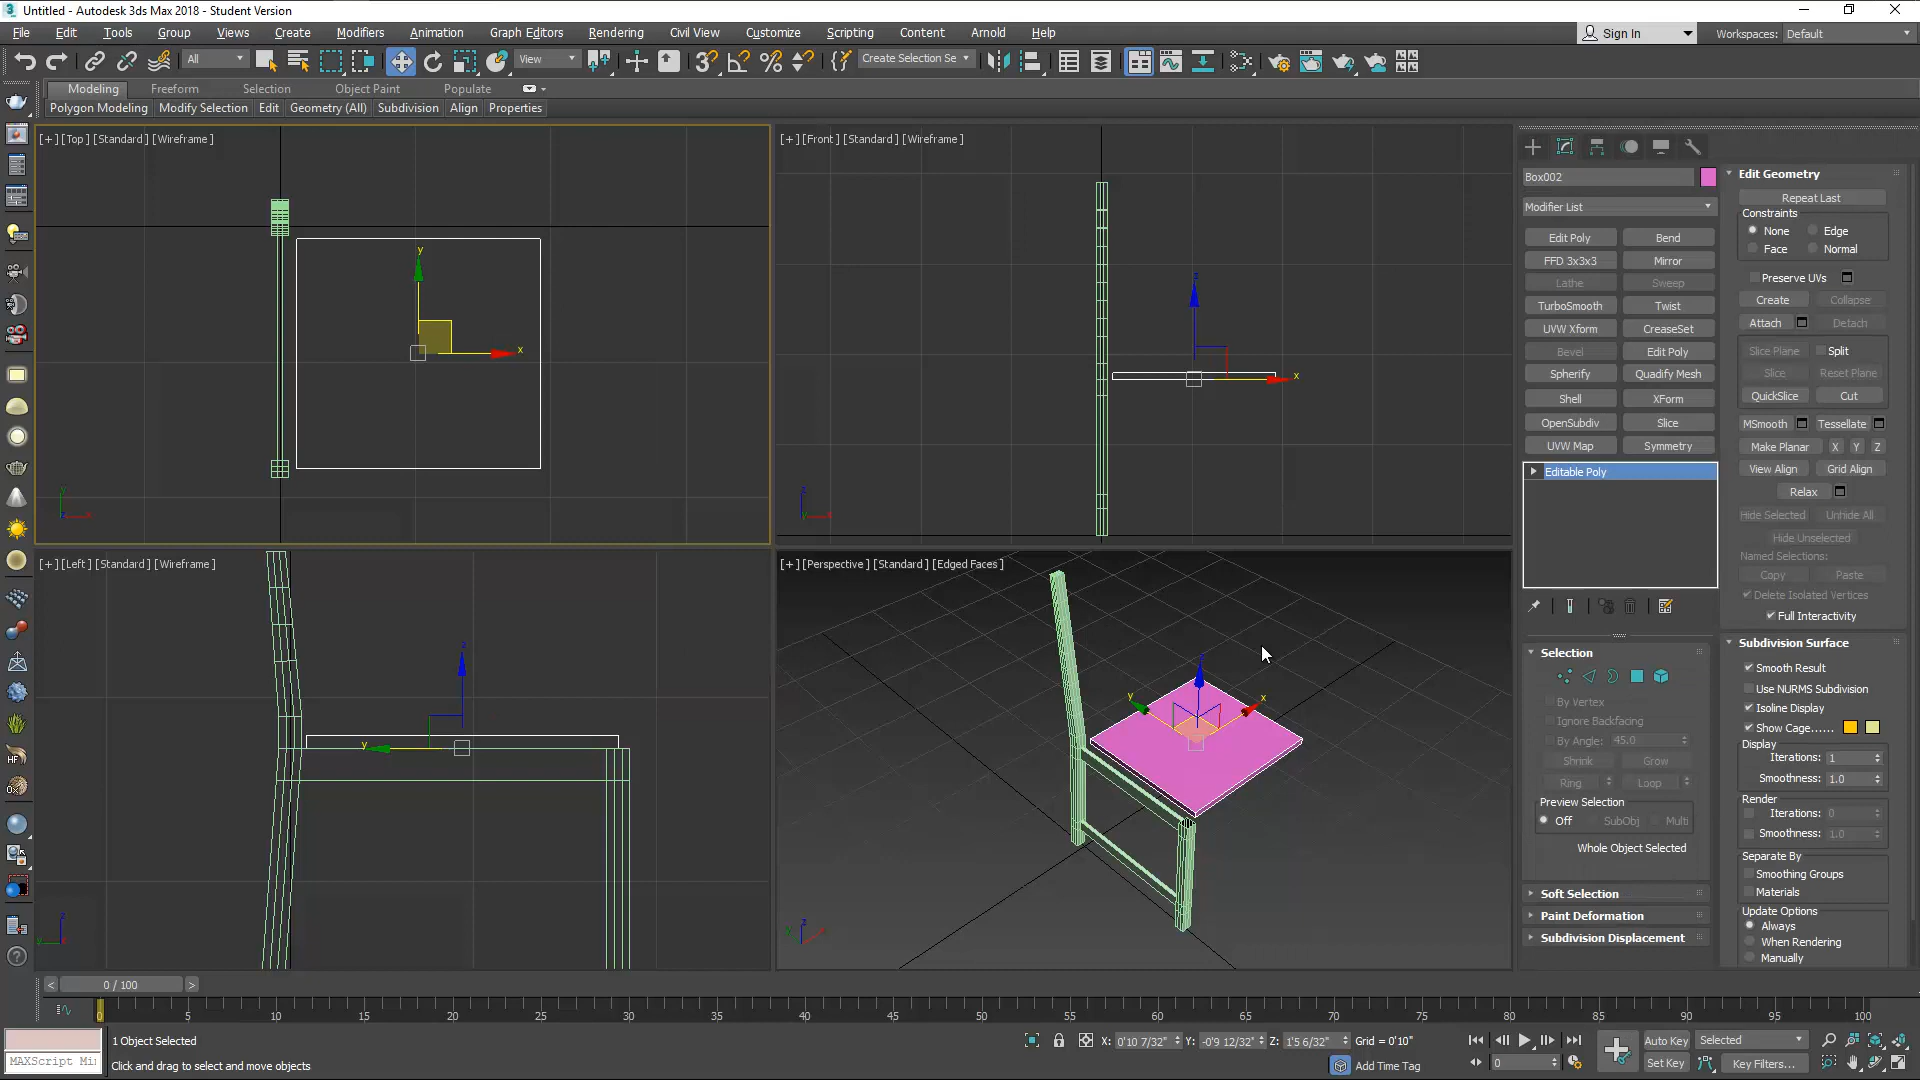 Untitled - Autodesk 3ds Max 2018 - Student Version
File Edit Tools Group Views Create Modifiers Animation Graph Editors Rendering Civil View Customize Scripting Content Arnold Help
Sign In Workspaces: Default
All View Create Selection Se
Modeling Freeform Selection Object Paint Populate
Polygon Modeling Modify Selection Edit Geometry (All) Subdivision Align Properties
[+] [Top] [Standard] [Wireframe]
[+] [Front] [Standard] [Wireframe]
[+] [Left] [Standard] [Wireframe]
[+] [Perspective] [Standard] [Edged Faces]
Box002
Modifier List
Edit Poly Bend
FFD 3x3x3 Mirror
Lathe Sweep
TurboSmooth Twist
UVW Xform CreaseSet
Bevel Edit Poly
Spherify Quadify Mesh
Shell XForm
OpenSubdiv Slice
UVW Map Symmetry
Editable Poly
Selection
By Vertex
Ignore Backfacing
By Angle: 45.0
Shrink Grow
Ring Loop
Preview Selection
Off SubObj Multi
Whole Object Selected
Soft Selection
Paint Deformation
Subdivision Displacement
Edit Geometry
Repeat Last
Constraints
None Edge
Face Normal
Preserve UVs
Create Collapse
Attach Detach
Slice Plane Split
Slice Reset Plane
QuickSlice Cut
MSmooth Tessellate
Make Planar X Y Z
View Align Grid Align
Relax
Hide Selected Unhide All
Hide Unselected
Named Selections:
Copy Paste
Delete Isolated Vertices
Full Interactivity
Subdivision Surface
Smooth Result
Use NURMS Subdivision
Isoline Display
Show Cage......
Display
Iterations: 1
Smoothness: 1.0
Render
Iterations: 0
Smoothness: 1.0
Separate By
Smoothing Groups
Materials
Update Options
Always
When Rendering
Manually
< 0 / 100 >
0 5 10 15 20 25 30 35 40 45 50 55 60 65 70 75 80 85 90 95 100
1 Object Selected
X: 0'10 7/32" Y: -0'9 12/32" Z: 1'5 6/32" Grid = 0'10"
Auto Key Selected
MAXScript Mi
Click and drag to select and move objects
Add Time Tag
0
Set Key Key Filters...